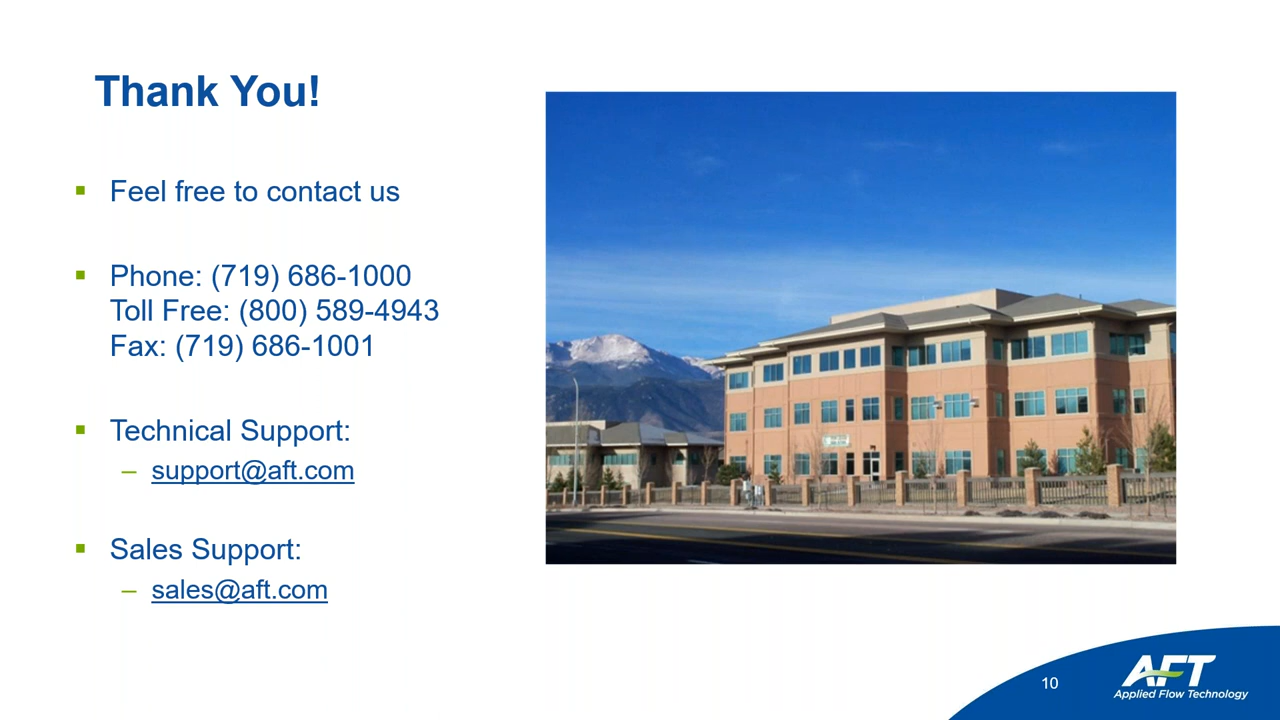 Thank You!
Feel free to contact us
Phone: (719) 686-1000
Toll Free: (800) 589-4943
Fax: (719) 686-1001
Technical Support:
– support@aft.com
Sales Support:
– sales@aft.com
10
AFT
Applied Flow Technology